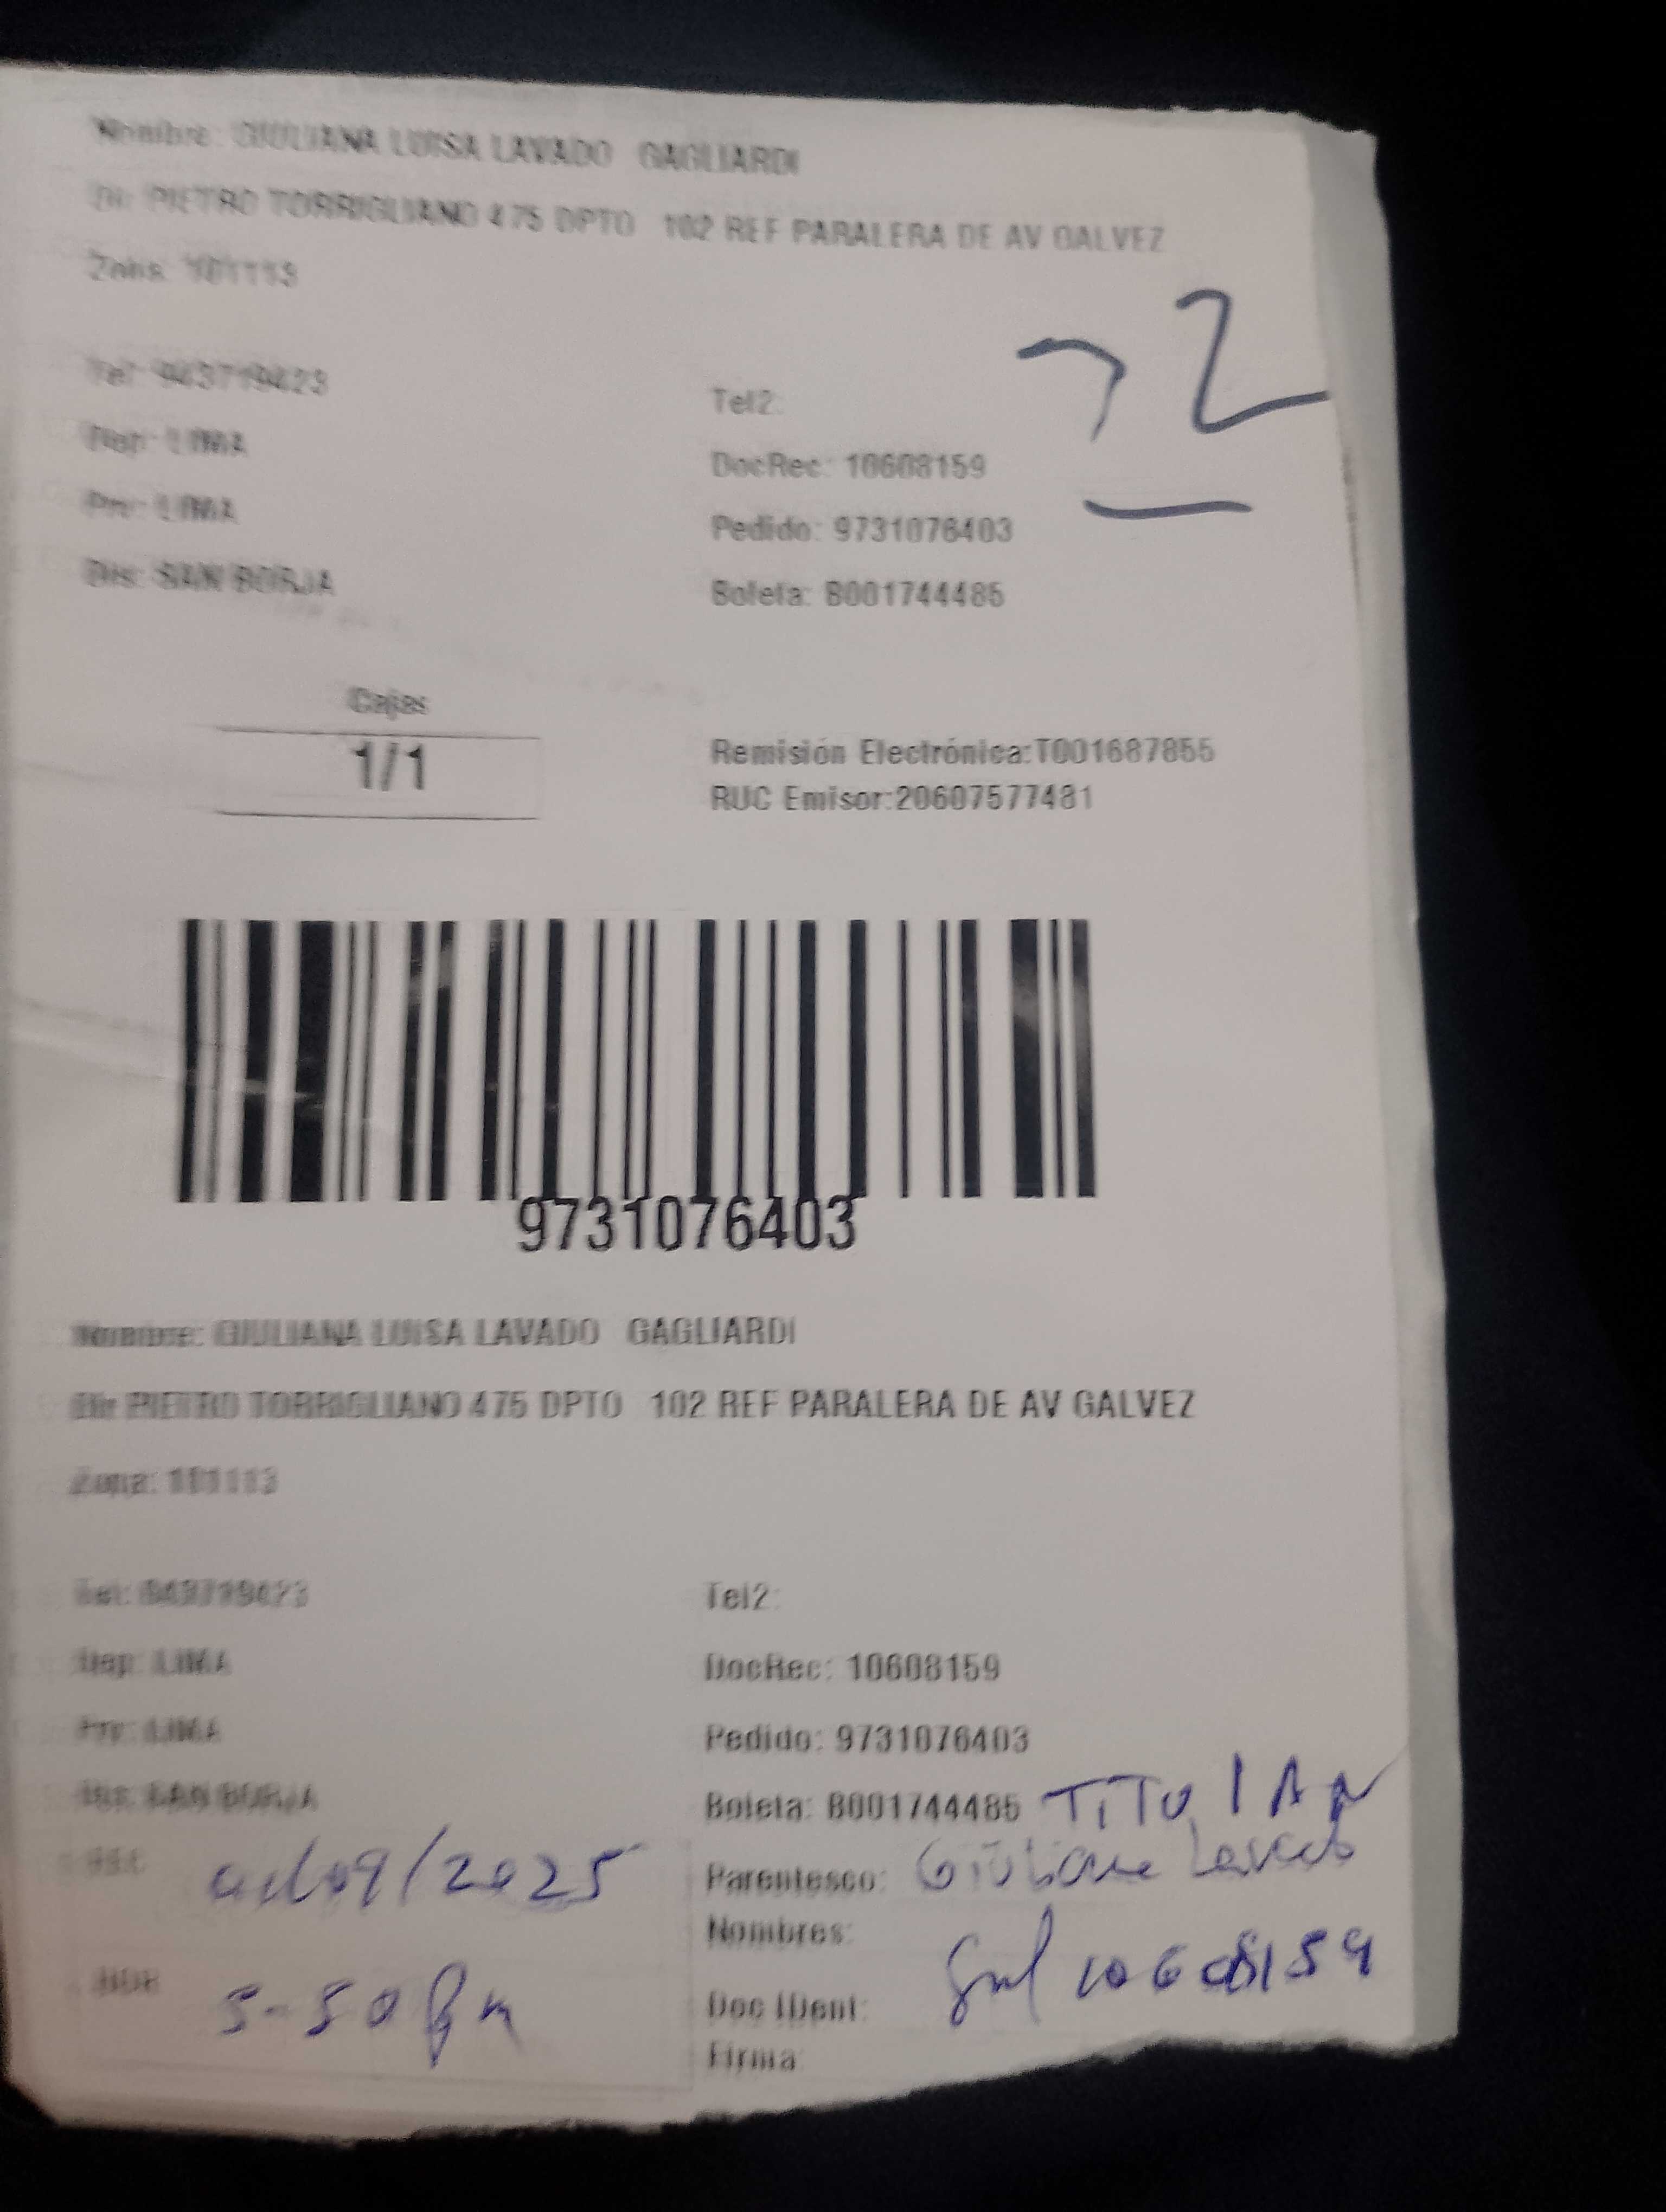 Nombre: GIULIANA LUISA LAVADO GAGLIARDI
Dir: PIETRO TORRIGLIANO 475 DPTO 102 REF PARALERA DE AV GALVEZ
Zona: 101113
72
Tel: 943719423
Tel2:
Dep: LIMA
DocRec: 10608159
Prv: LIMA
Pedido: 9731076403
Dis: SAN BORJA
Boleta: B001744485
Cajas
1/1
Remisión Electrónica:T001687855
RUC Emisor:20607577481
9731076403
Nombre: GIULIANA LUISA LAVADO GAGLIARDI
Dir: PIETRO TORRIGLIANO 475 DPTO 102 REF PARALERA DE AV GALVEZ
Zona: 101113
Tel: 943719423
Tel2:
Dep: LIMA
DocRec: 10608159
Prv: LIMA
Pedido: 9731076403
Dis: SAN BORJA
Boleta: B001744485 TITULAR
Parentesco: Giuliana Lavado
Nombres:
Doc IDent: 10608159
Firma